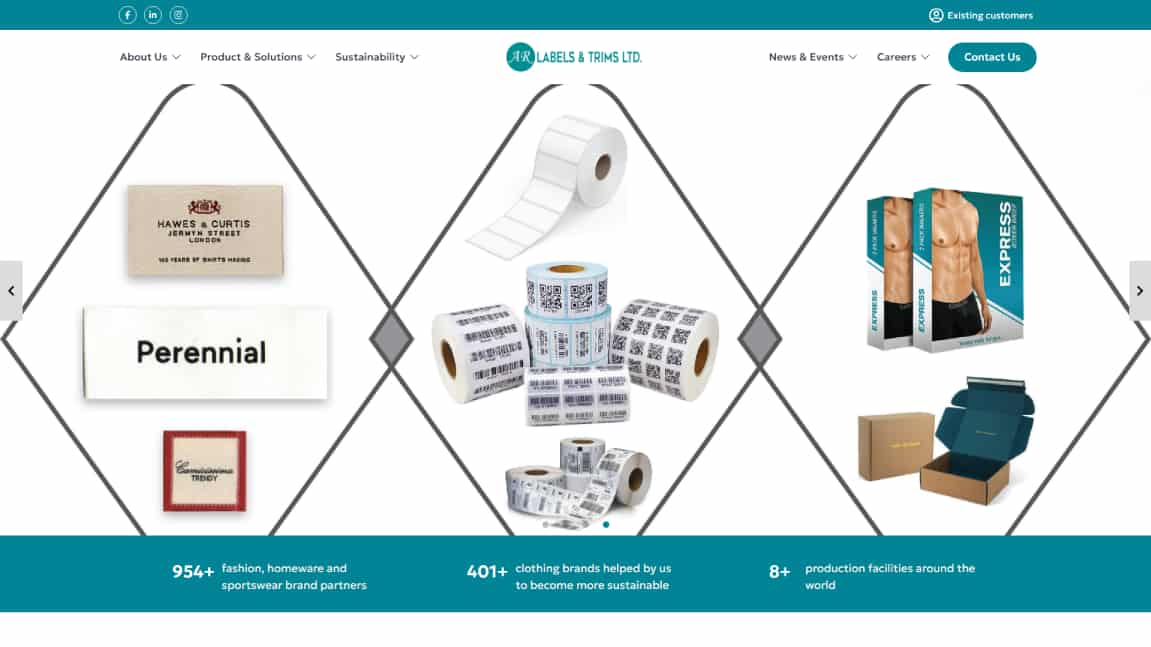 Existing customers
About Us
Product & Solutions
Sustainability
AR LABELS & TRIMS LTD.
News & Events
Careers
Contact Us
HAWES & CURTIS
JERMYN STREET
LONDON
100 YEARS OF SHIRTS MAKING
Perennial
Camicissima
TRENDY
EXPRESS
EXPRESS
EXPRESS
954+ fashion, homeware and
sportswear brand partners
401+ clothing brands helped by us
to become more sustainable
8+ production facilities around the
world